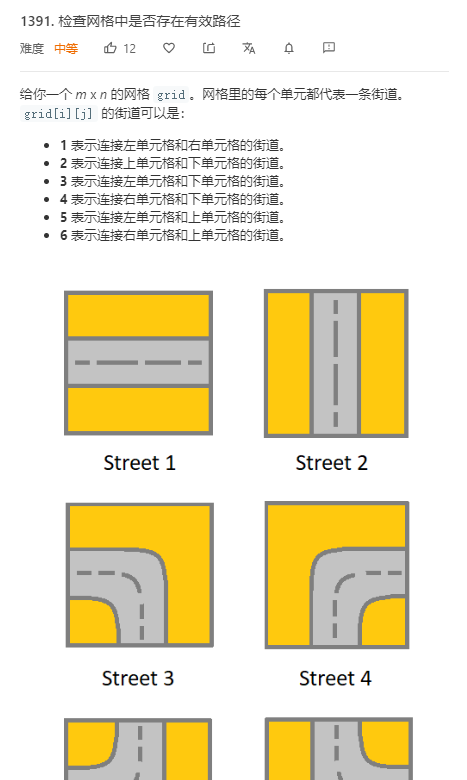 1391. 检查网格中是否存在有效路径
难度 中等 12
给你一个 m x n 的网格 grid 。网格里的每个单元都代表一条街道。
grid[i][j] 的街道可以是：
• 1 表示连接左单元格和右单元格的街道。
• 2 表示连接上单元格和下单元格的街道。
• 3 表示连接左单元格和下单元格的街道。
• 4 表示连接右单元格和下单元格的街道。
• 5 表示连接左单元格和上单元格的街道。
• 6 表示连接右单元格和上单元格的街道。
Street 1 Street 2
Street 3 Street 4